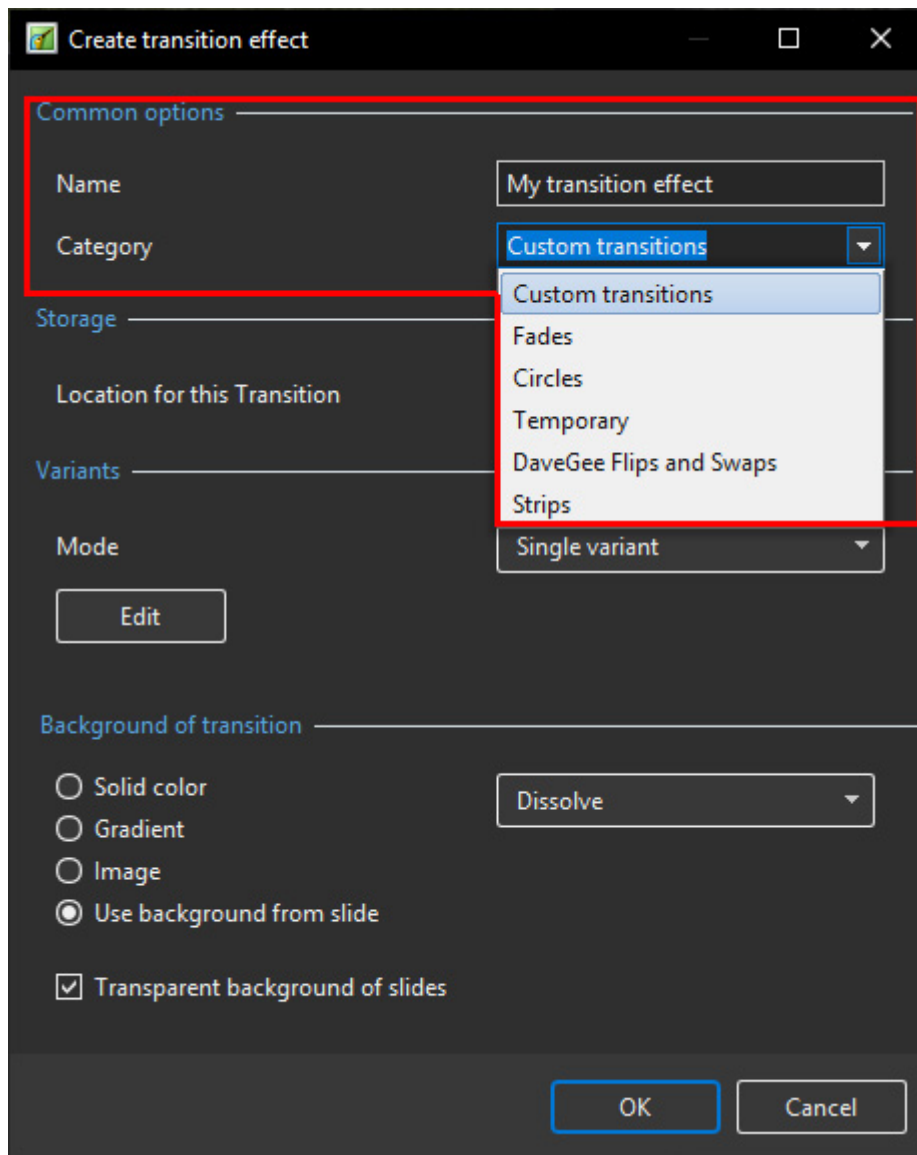 Create transition effect
Common options
Name
My transition effect
Category
Custom transitions
Custom transitions
Fades
Circles
Temporary
DaveGee Flips and Swaps
Strips
Storage
Location for this Transition
Variants
Mode
Single variant
Edit
Background of transition
Solid color
Dissolve
Gradient
Image
Use background from slide
Transparent background of slides
OK
Cancel